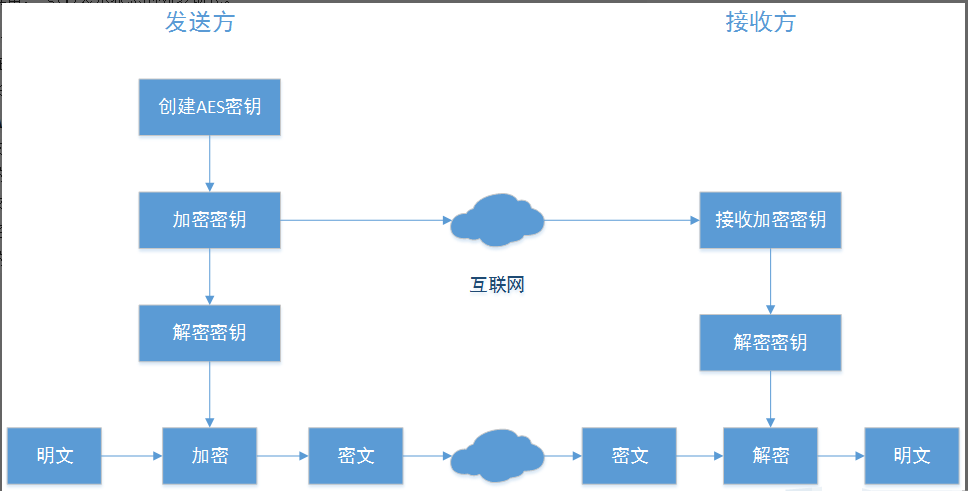 发送方
接收方
创建AES密钥
加密密钥
接收加密密钥
互联网
解密密钥
解密密钥
明文
加密
密文
密文
解密
明文